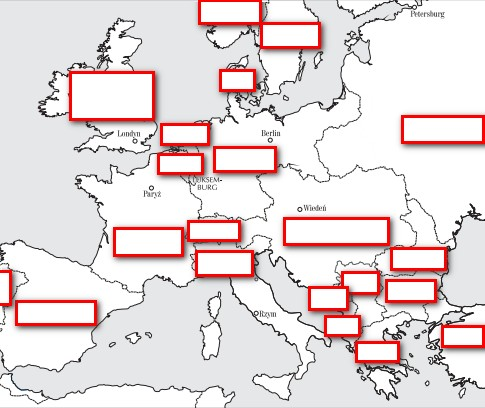 Petersburg
Londyn
Berlin
LUKSEM-
BURG
Paryż
Wiedeń
Rzym